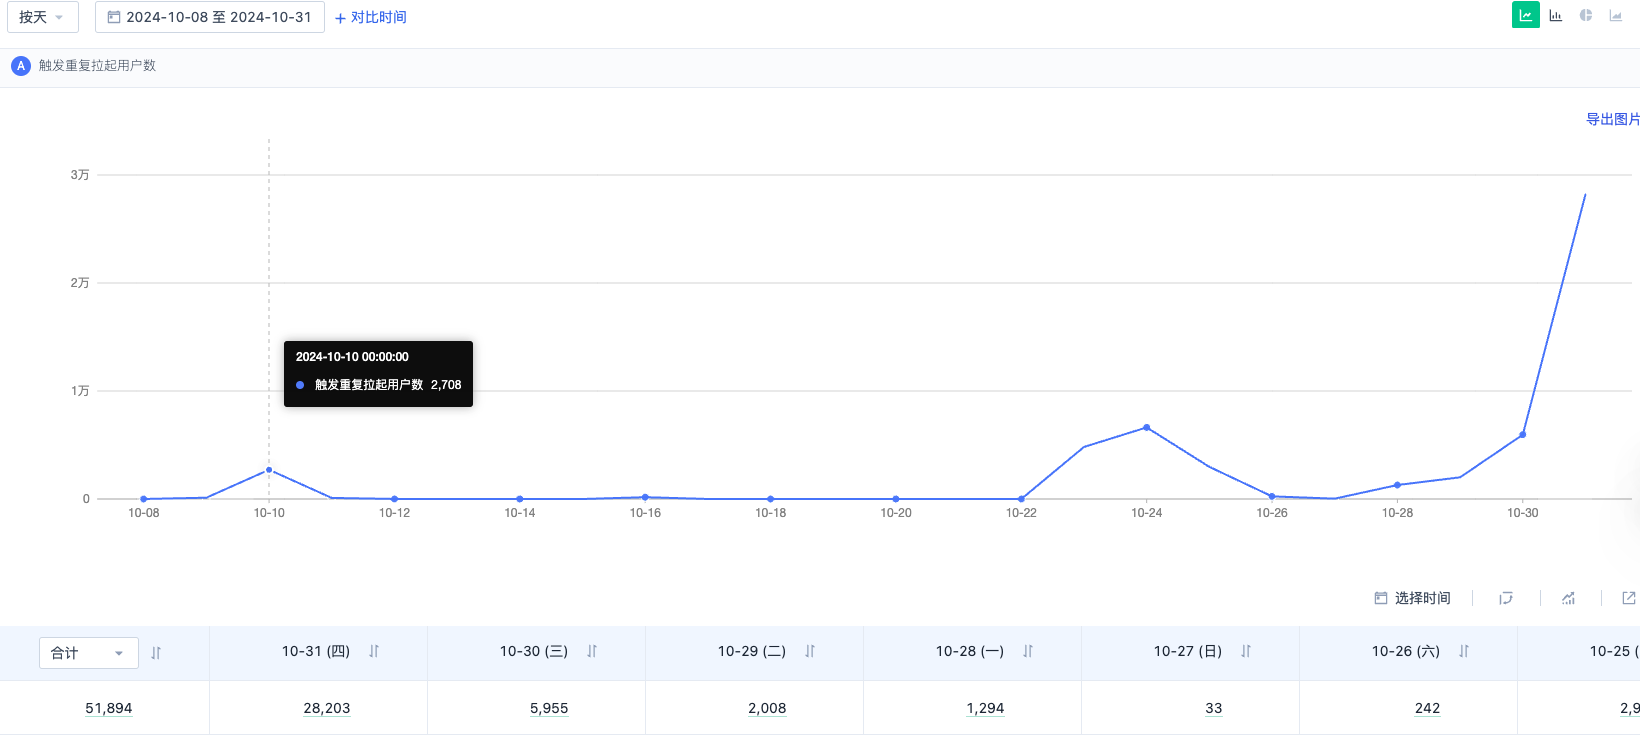 按天
2024-10-08 至 2024-10-31
+ 对比时间
A 触发重复拉起用户数
导出图片
3万
2万
1万
0
2024-10-10 00:00:00
触发重复拉起用户数 2,708
10-08 10-10 10-12 10-14 10-16 10-18 10-20 10-22 10-24 10-26 10-28 10-30
选择时间
合计 10-31 (四) 10-30 (三) 10-29 (二) 10-28 (一) 10-27 (日) 10-26 (六) 10-25 (
51,894 28,203 5,955 2,008 1,294 33 242 2,9